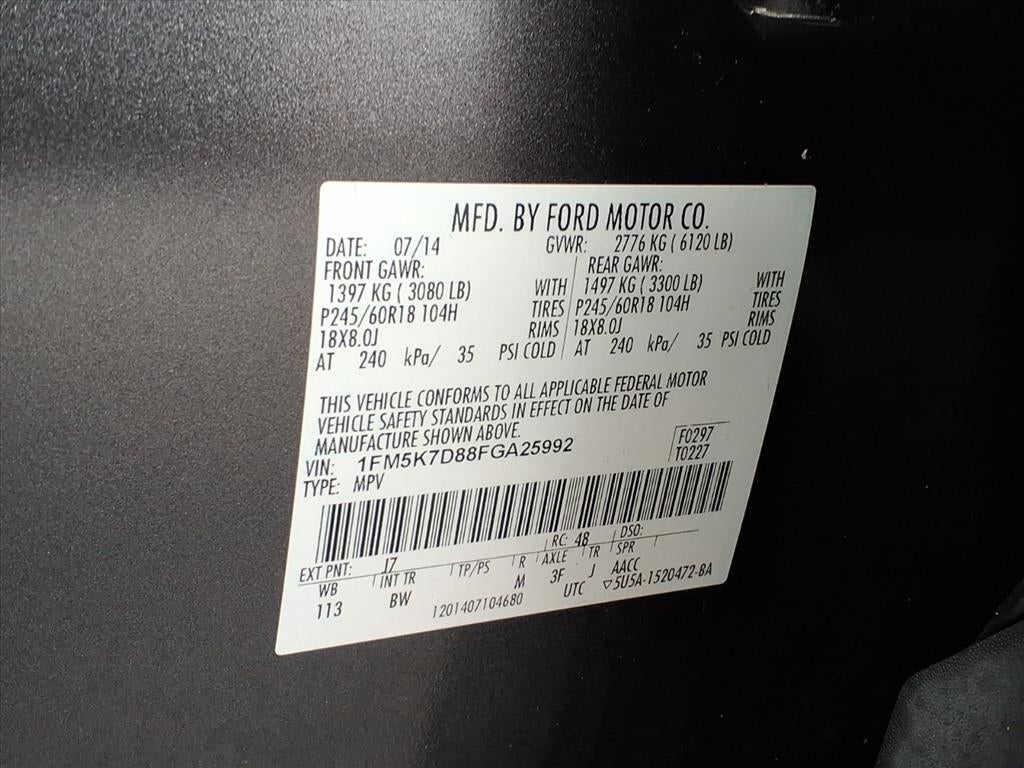 MFD. BY FORD MOTOR CO.
DATE: 07/14 GVWR: 2776 KG ( 6120 LB)
FRONT GAWR: REAR GAWR:
1397 KG ( 3080 LB) WITH 1497 KG ( 3300 LB) WITH
P245/60R18 104H TIRES P245/60R18 104H TIRES
18X8.0J RIMS 18X8.0J RIMS
AT 240 kPa/ 35 PSI COLD AT 240 kPa/ 35 PSI COLD
THIS VEHICLE CONFORMS TO ALL APPLICABLE FEDERAL MOTOR
VEHICLE SAFETY STANDARDS IN EFFECT ON THE DATE OF
MANUFACTURE SHOWN ABOVE.
VIN: 1FM5K7D88FGA25992 F0297
TYPE: MPV T0227
EXT PNT: J7 RC: 48 DSO:
WB INT TR TP/PS R AXLE TR SPR
113 BW M 3F J AACC
1201407104680 UTC ▽5U5A-1520472-BA